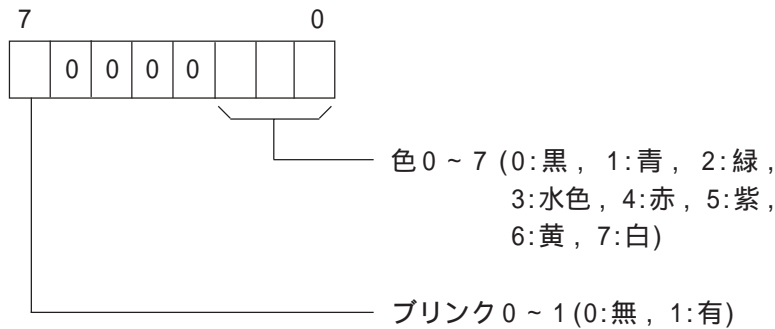 7 0
0 0 0 0
色0 ~ 7 (0:黒, 1:青, 2:緑,
3:水色, 4:赤, 5:紫,
6:黄, 7:白)
ブリンク0 ~ 1(0:無, 1:有)